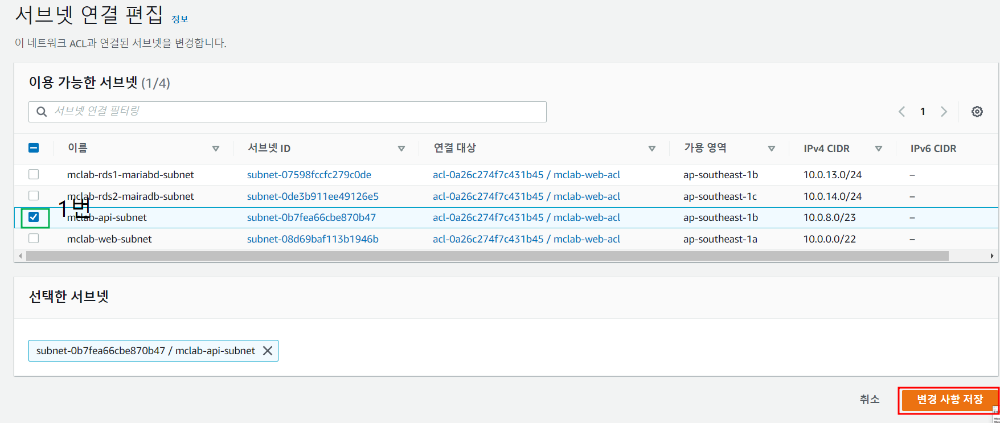 서브넷 연결 편집 정보
이 네트워크 ACL과 연결된 서브넷을 변경합니다.
이용 가능한 서브넷 (1/4)
서브넷 연결 필터링
1
이름 서브넷 ID 연결 대상 가용 영역 IPv4 CIDR IPv6 CIDR
mclab-rds1-mariabd-subnet subnet-07598fccfc279c0de acl-0a26c274f7c431b45 / mclab-web-acl ap-southeast-1b 10.0.13.0/24 –
mclab-rds2-mairadb-subnet subnet-0de3b911ee49126e5 acl-0a26c274f7c431b45 / mclab-web-acl ap-southeast-1c 10.0.14.0/24 –
1번
mclab-api-subnet subnet-0b7fea66cbe870b47 acl-0a26c274f7c431b45 / mclab-web-acl ap-southeast-1b 10.0.8.0/23 –
mclab-web-subnet subnet-08d69baf113b1946b acl-0a26c274f7c431b45 / mclab-web-acl ap-southeast-1a 10.0.0.0/22 –
선택한 서브넷
subnet-0b7fea66cbe870b47 / mclab-api-subnet
취소 변경 사항 저장